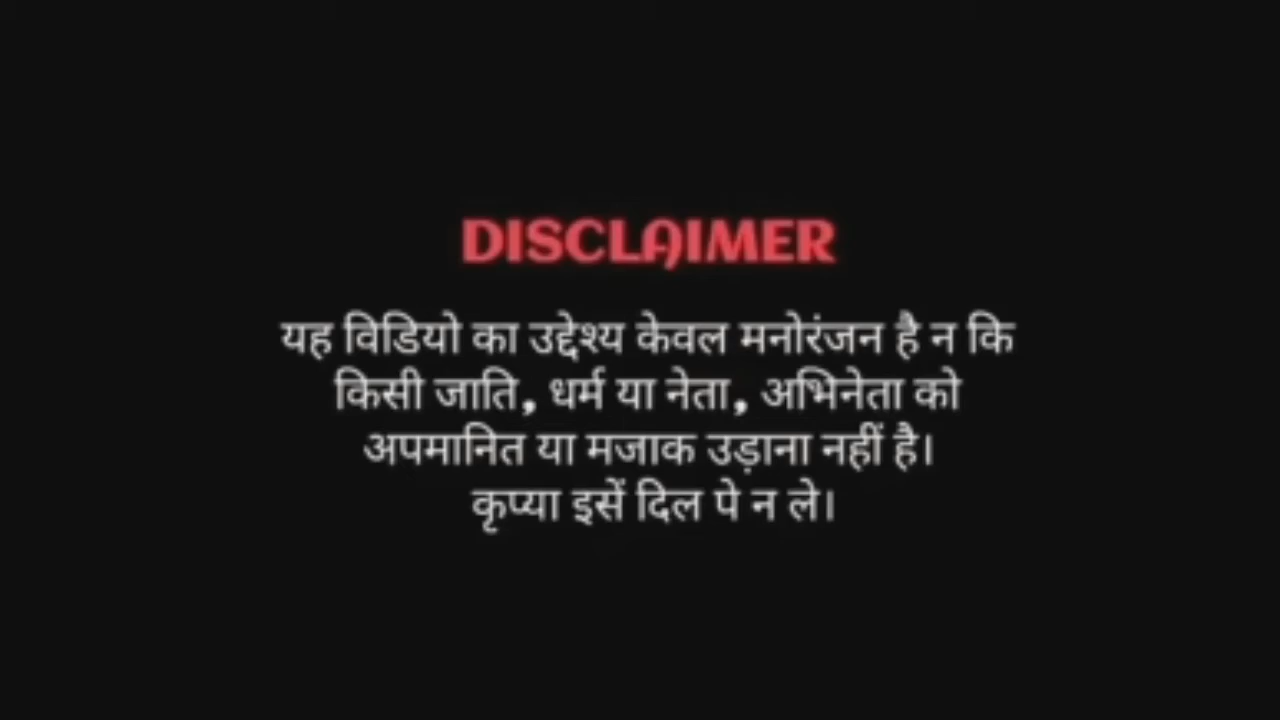 DISCLAIMER
यह विडियो का उद्देश्य केवल मनोरंजन है न कि
किसी जाति, धर्म या नेता, अभिनेता को
अपमानित या मजाक उड़ाना नहीं है।
कृप्या इसें दिल पे न ले।